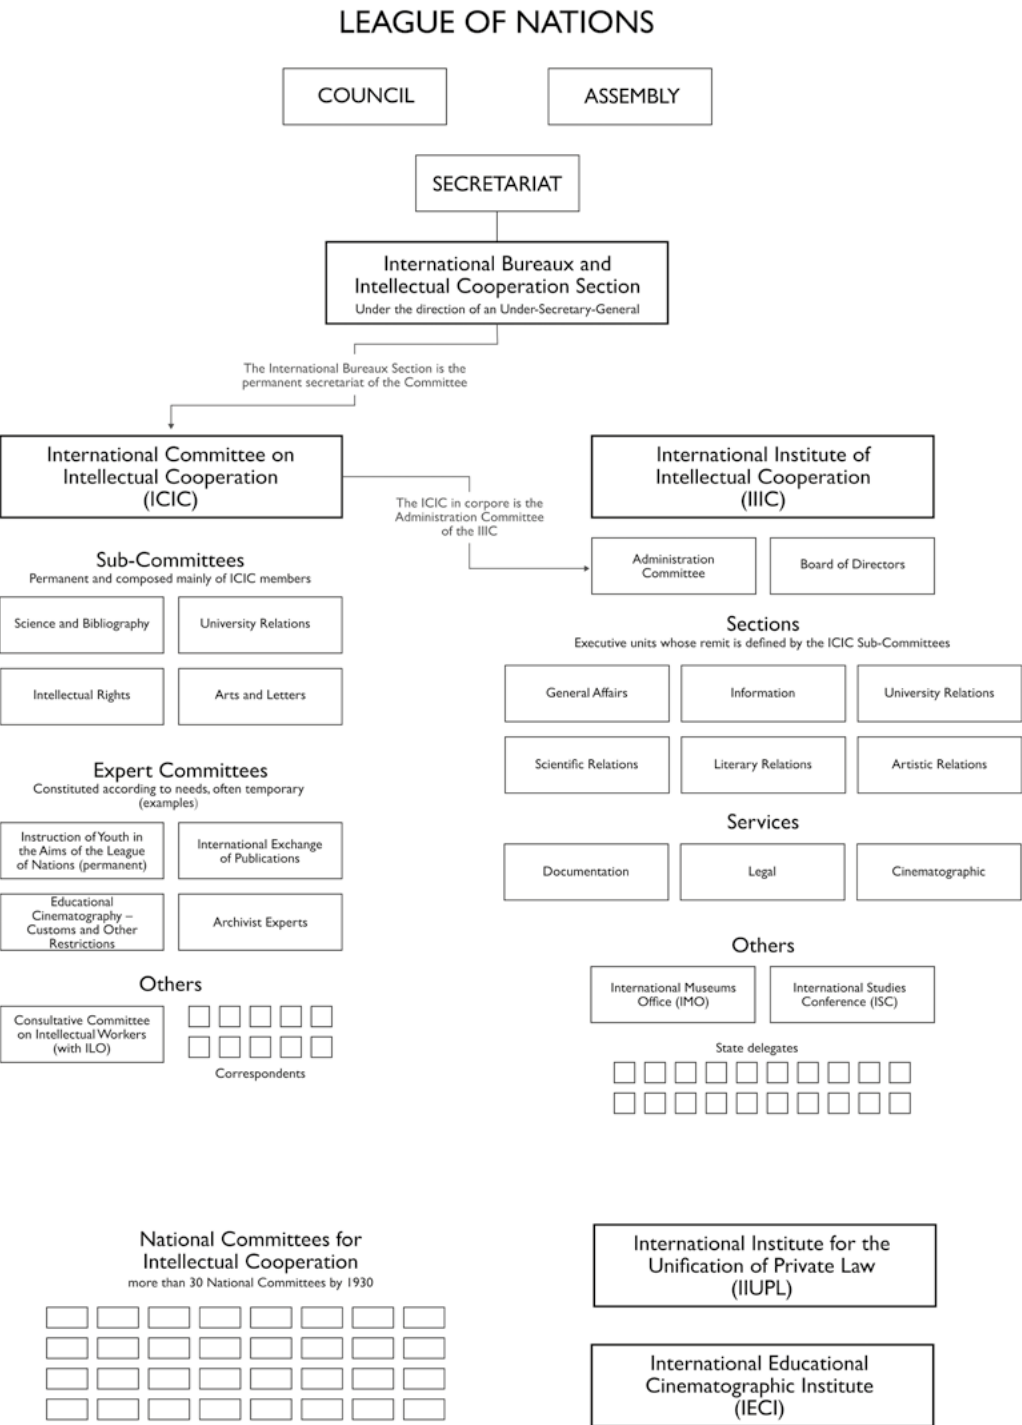 LEAGUE OF NATIONS
COUNCIL
ASSEMBLY
SECRETARIAT
International Bureaux and
Intellectual Cooperation Section
Under the direction of an Under-Secretary-General
The International Bureaux Section is the
permanent secretariat of the Committee
International Committee on
Intellectual Cooperation
(ICIC)
The ICIC in corpore is the
Administration Committee
of the IIIC
International Institute of
Intellectual Cooperation
(IIIC)
Administration
Committee
Board of Directors
Sub-Committees
Permanent and composed mainly of ICIC members
Science and Bibliography
University Relations
Intellectual Rights
Arts and Letters
Sections
Executive units whose remit is defined by the ICIC Sub-Committees
General Affairs
Information
University Relations
Scientific Relations
Literary Relations
Artistic Relations
Expert Committees
Constituted according to needs, often temporary
(examples)
Instruction of Youth in
the Aims of the League
of Nations (permanent)
International Exchange
of Publications
Educational
Cinematography –
Customs and Other
Restrictions
Archivist Experts
Services
Documentation
Legal
Cinematographic
Others
Consultative Committee
on Intellectual Workers
(with ILO)
Correspondents
Others
International Museums
Office (IMO)
International Studies
Conference (ISC)
State delegates
National Committees for
Intellectual Cooperation
more than 30 National Committees by 1930
International Institute for the
Unification of Private Law
(IIUPL)
International Educational
Cinematographic Institute
(IECI)